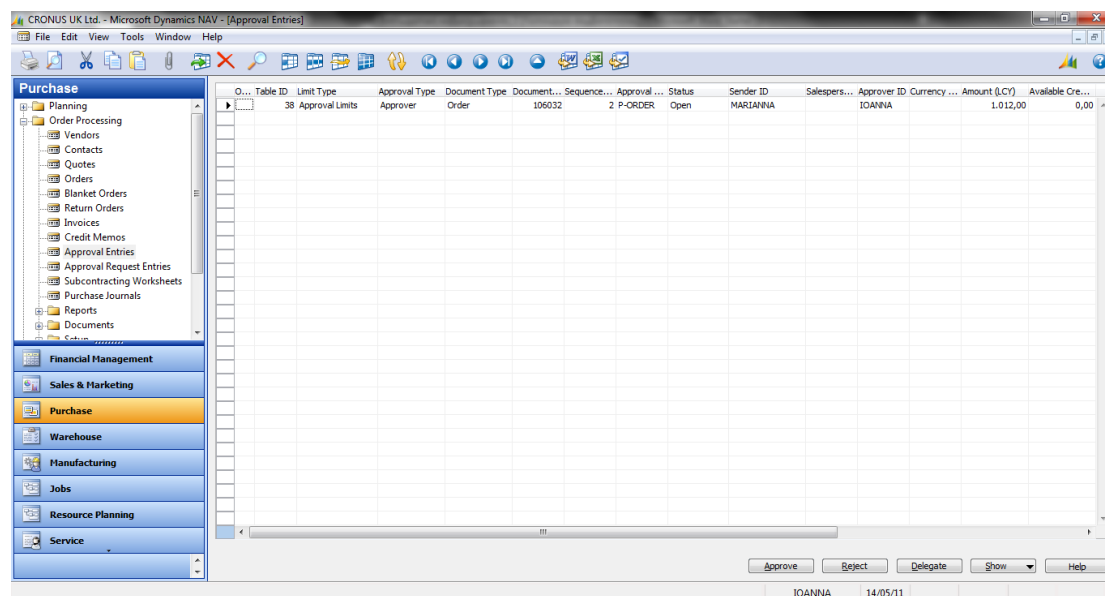 CRONUS UK Ltd. - Microsoft Dynamics NAV - [Approval Entries]
File Edit View Tools Window Help
Purchase
Planning
Order Processing
Vendors
Contacts
Quotes
Orders
Blanket Orders
Return Orders
Invoices
Credit Memos
Approval Entries
Approval Request Entries
Subcontracting Worksheets
Purchase Journals
Reports
Documents
Setup
Financial Management
Sales & Marketing
Purchase
Warehouse
Manufacturing
Jobs
Resource Planning
Service
O... Table ID Limit Type Approval Type Document Type Document... Sequence... Approval ... Status Sender ID Salespers... Approver ID Currency ... Amount (LCY) Available Cre...
38 Approval Limits Approver Order 106032 2 P-ORDER Open MARIANNA IOANNA 1.012,00 0,00
Approve Reject Delegate Show Help
IOANNA 14/05/11